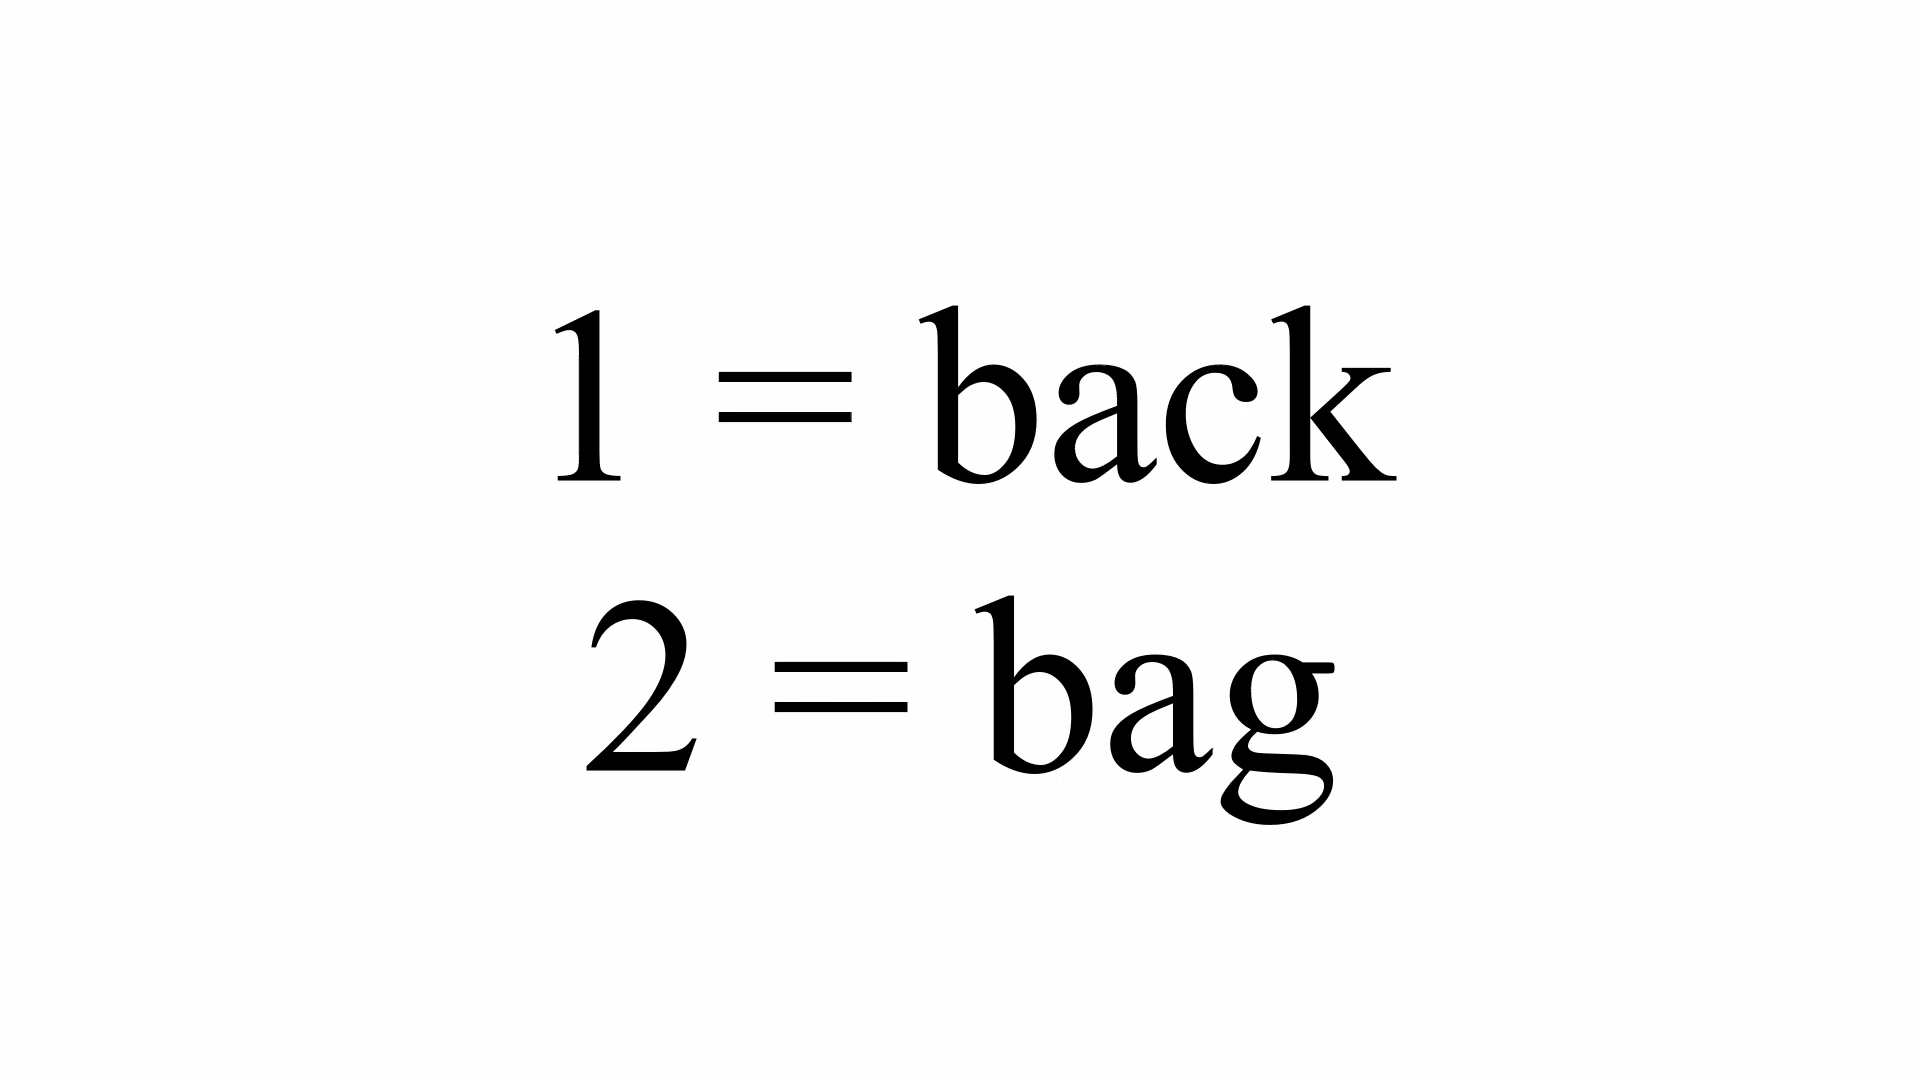 1 = back
2 = bag